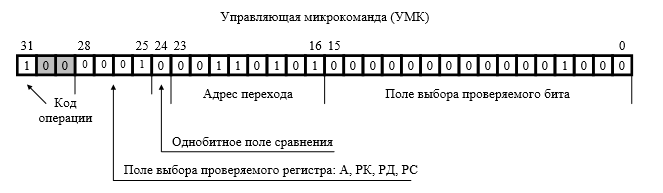 Управляющая микрокоманда (УМК)
31 28 25 24 23 16 15 0
1 0 0 0 0 0 1 0 0 0 1 1 0 1 0 1 0 0 0 0 0 0 0 0 0 0 0 0 1 0 0 0
Код
операции
Адрес перехода
Поле выбора проверяемого бита
Однобитное поле сравнения
Поле выбора проверяемого регистра: А, РК, РД, РС